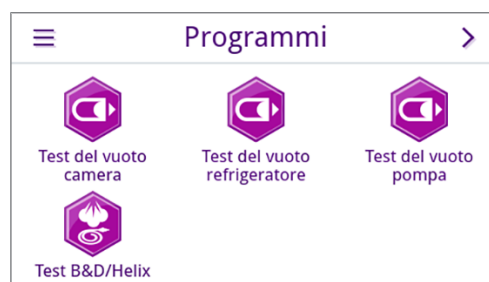 Programmi
Test del vuoto camera
Test del vuoto refrigeratore
Test del vuoto pompa
Test B&D/Helix